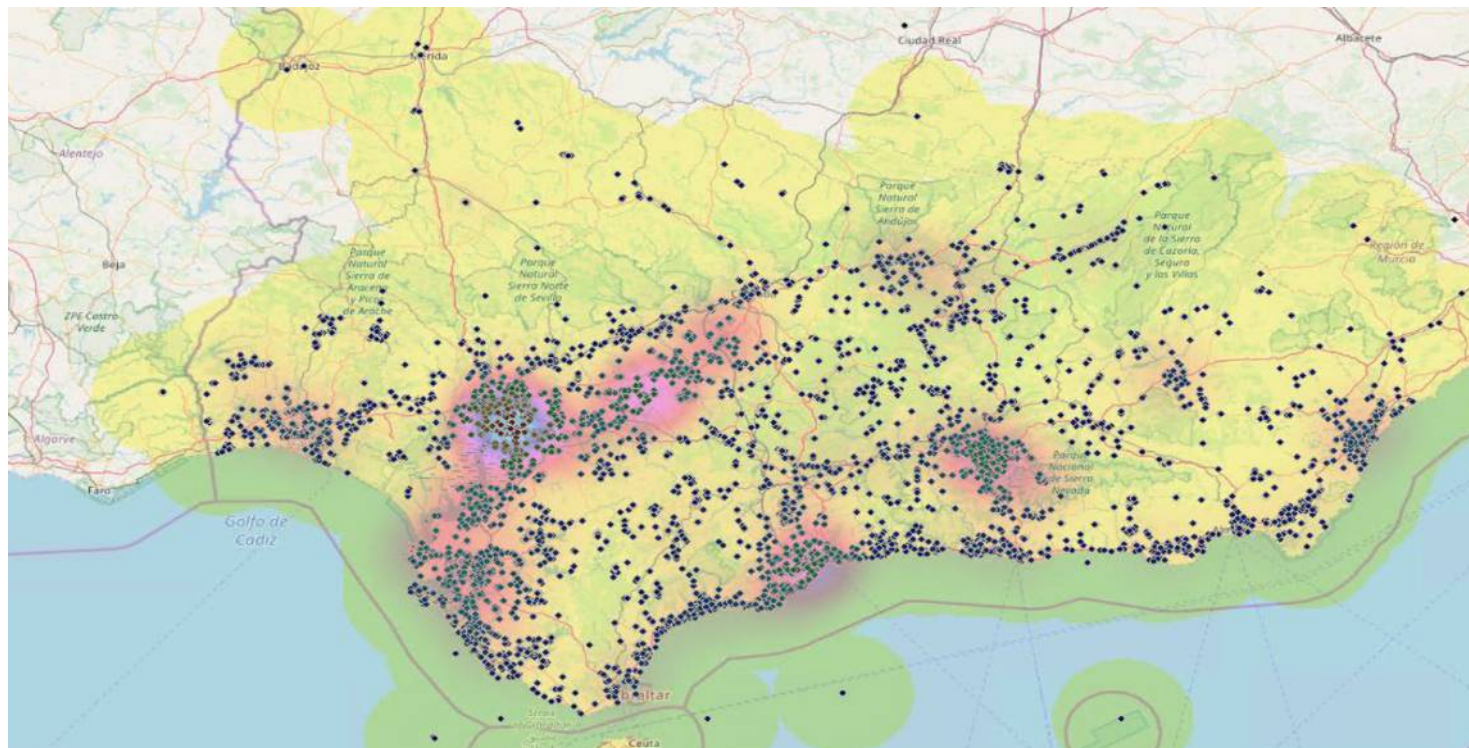 Ciudad Real
Albacete
Mérida
Badajoz
Alentejo
Parque
Natural
Sierra de
Andújar
Parque
Natural
de la Sierra
de Cazorla,
Segura
y las Villas
Región de
Murcia
Beja
Parque
Natural
Sierra de
Aracena
y Picos
de Aroche
Parque
Natural
Sierra Norte
de Sevilla
ZPE Castro
Verde
Algarve
Faro
Parque
Nacional
de Sierra
Nevada
Golfo de
Cádiz
Ceuta